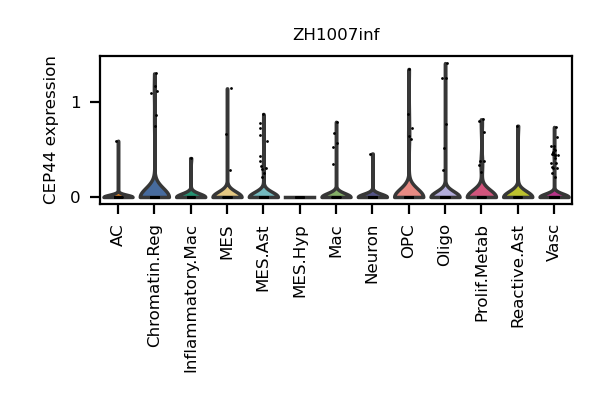 ZH1007inf
CEP44 expression
1
0
AC
Chromatin.Reg
Inflammatory.Mac
MES
MES.Ast
MES.Hyp
Mac
Neuron
OPC
Oligo
Prolif.Metab
Reactive.Ast
Vasc